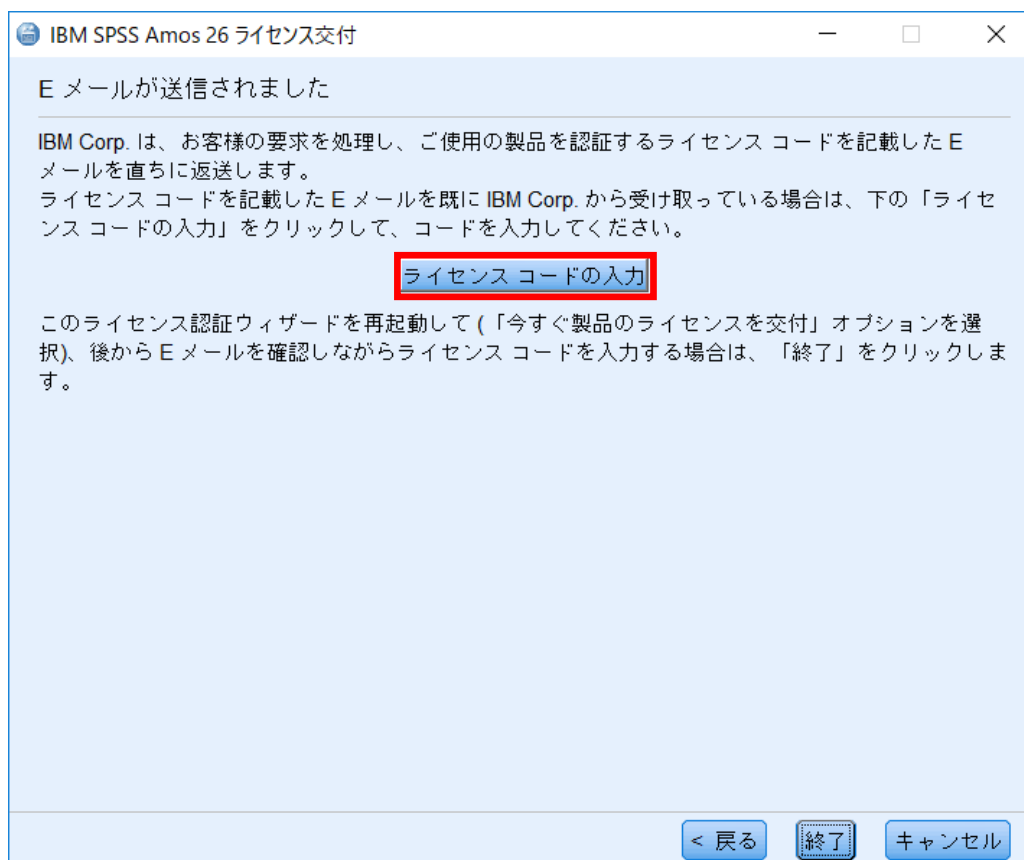 IBM SPSS Amos 26 ライセンス交付
E メールが送信されました
IBM Corp. は、お客様の要求を処理し、ご使用の製品を認証するライセンス コードを記載した E
メールを直ちに返送します。
ライセンス コードを記載した E メールを既に IBM Corp. から受け取っている場合は、下の「ライセ
ンス コードの入力」をクリックして、コードを入力してください。
ライセンス コードの入力
このライセンス認証ウィザードを再起動して (「今すぐ製品のライセンスを交付」オプションを選
択)、後から E メールを確認しながらライセンス コードを入力する場合は、「終了」をクリックしま
す。
< 戻る 終了 キャンセル